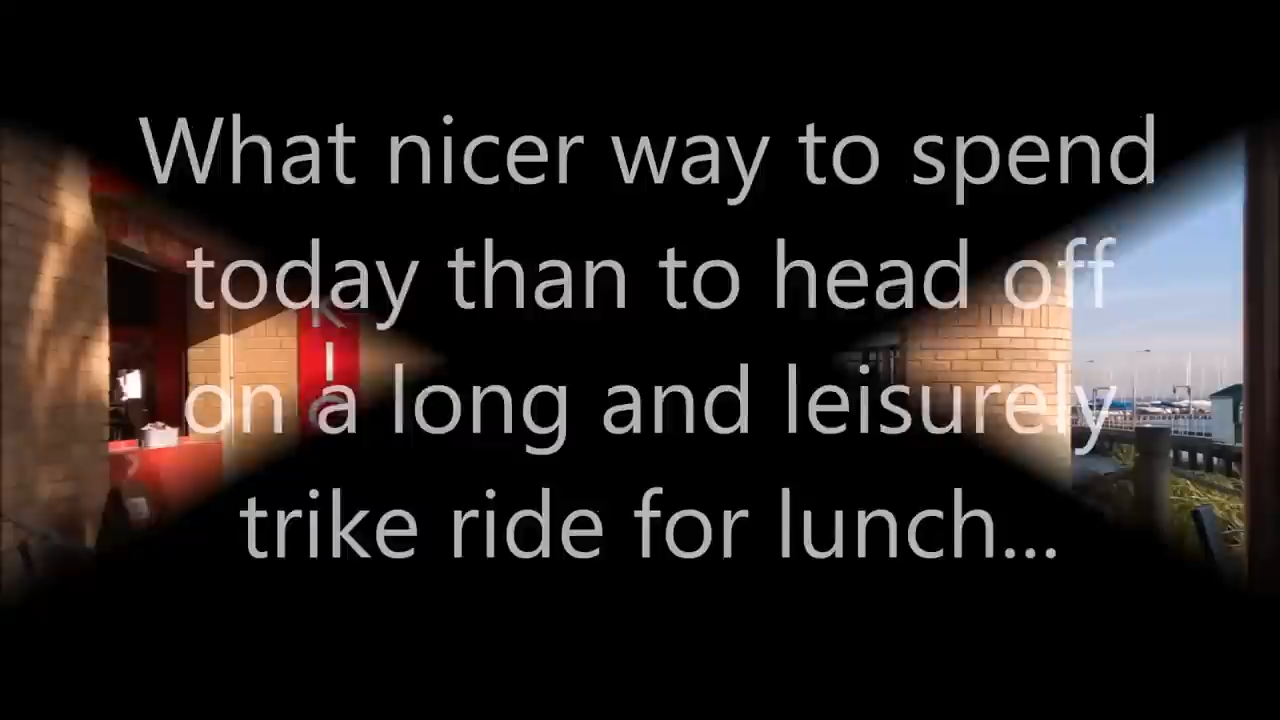 What nicer way to spend
today than to head off
on a long and leisurely
trike ride for lunch...
K
I